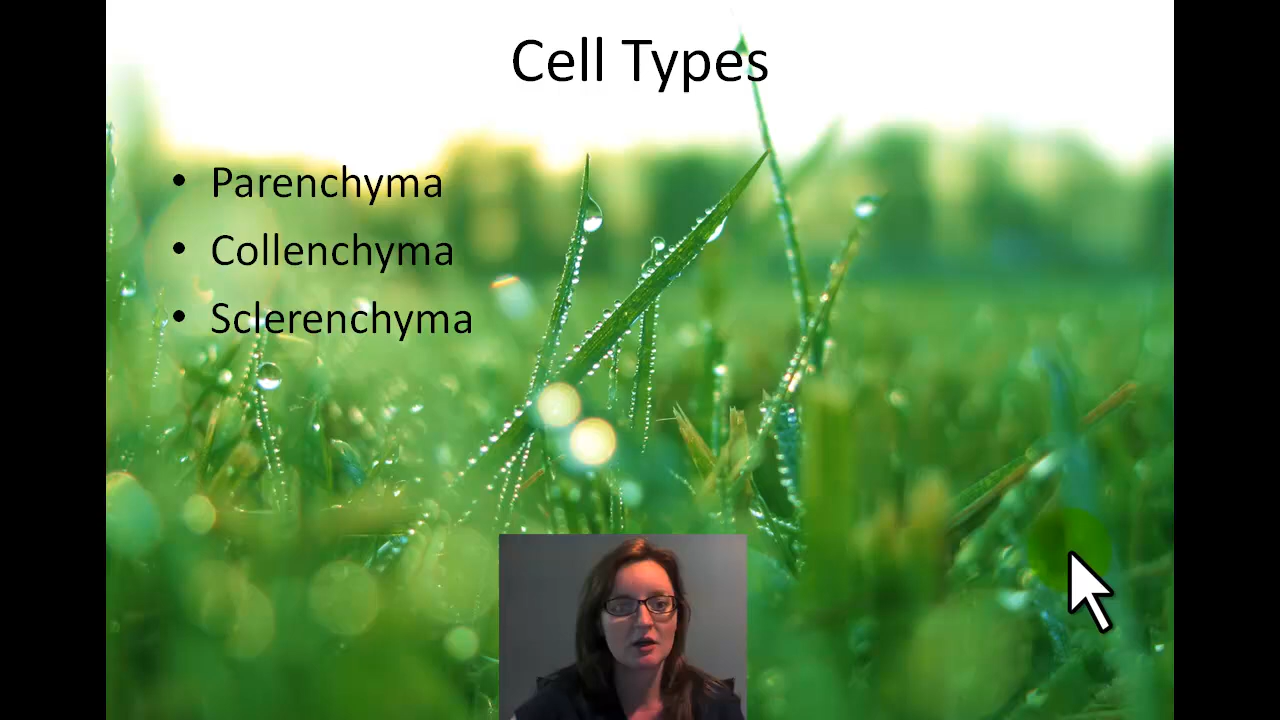 Cell Types
• Parenchyma
• Collenchyma
• Sclerenchyma